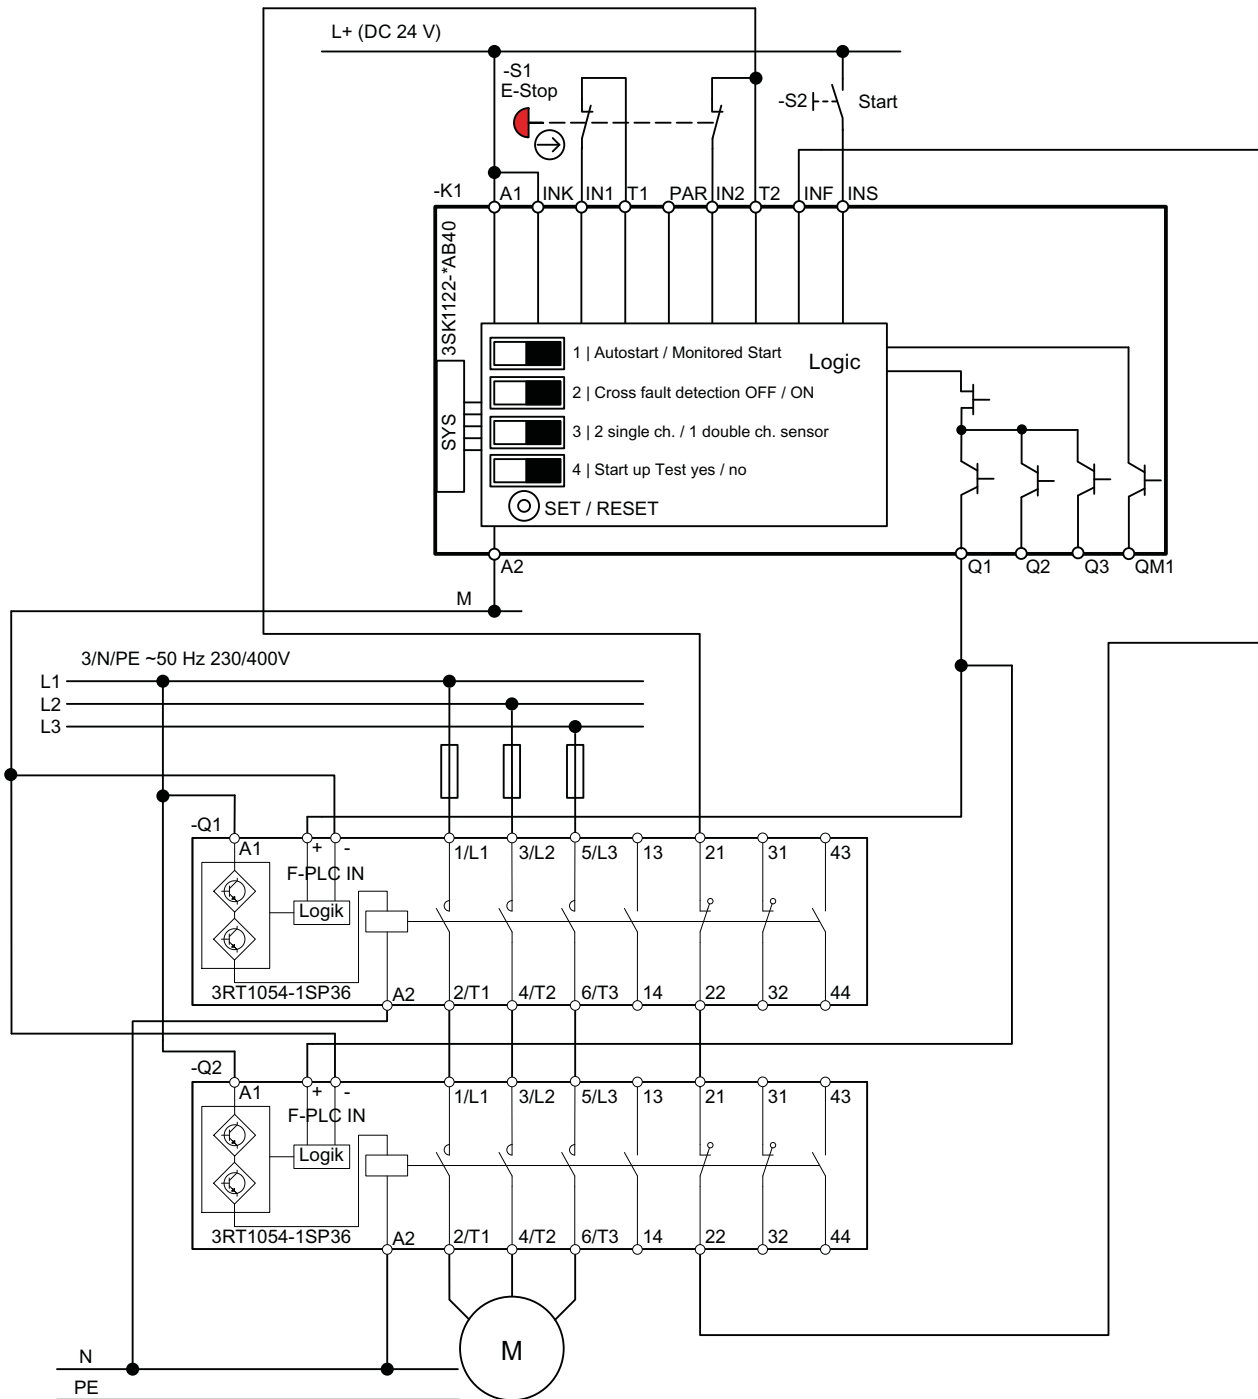 L+ (DC 24 V)
-S1
E-Stop
-S2
Start
-K1
A1
INK
IN1
T1
PAR
IN2
T2
INF
INS
3SK1122-*AB40
SYS
1 | Autostart / Monitored Start
Logic
2 | Cross fault detection OFF / ON
3 | 2 single ch. / 1 double ch. sensor
4 | Start up Test yes / no
SET / RESET
A2
Q1
Q2
Q3
QM1
M
3/N/PE ~50 Hz 230/400V
L1
L2
L3
-Q1
A1
+
-
1/L1
3/L2
5/L3
13
21
31
43
F-PLC IN
Logik
3RT1054-1SP36
A2
2/T1
4/T2
6/T3
14
22
32
44
-Q2
A1
+
-
1/L1
3/L2
5/L3
13
21
31
43
F-PLC IN
Logik
3RT1054-1SP36
A2
2/T1
4/T2
6/T3
14
22
32
44
M
N
PE